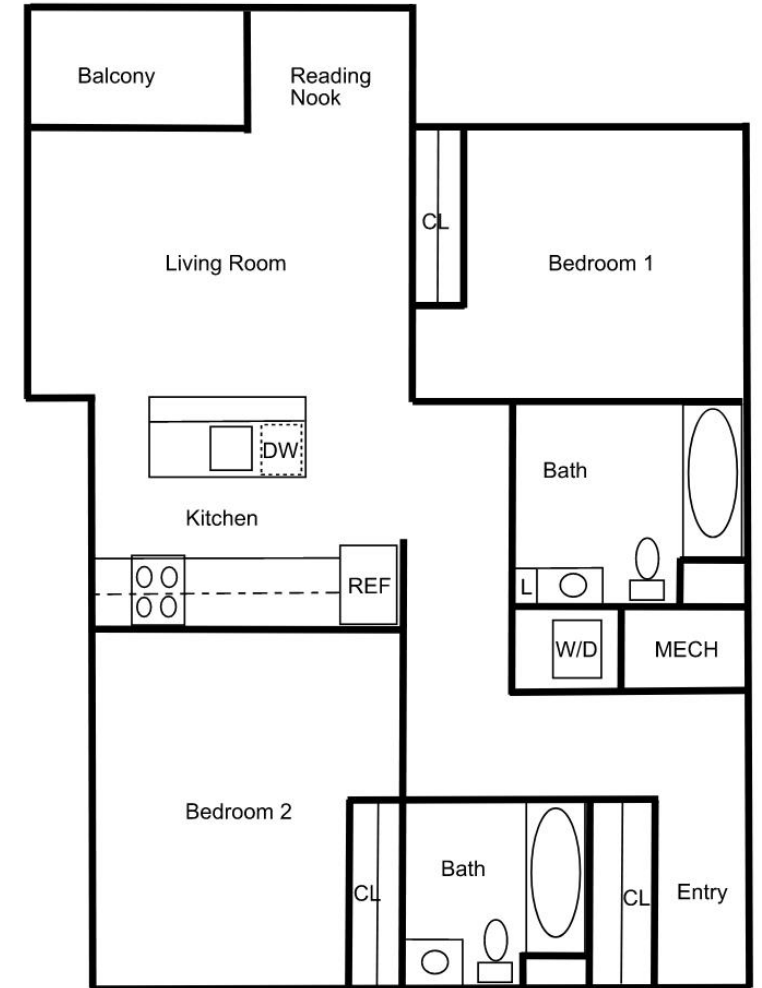 Balcony
Reading
Nook
CL
Living Room
Bedroom 1
DW
Bath
Kitchen
REF
L
W/D
MECH
Bedroom 2
Bath
CL
CL
Entry